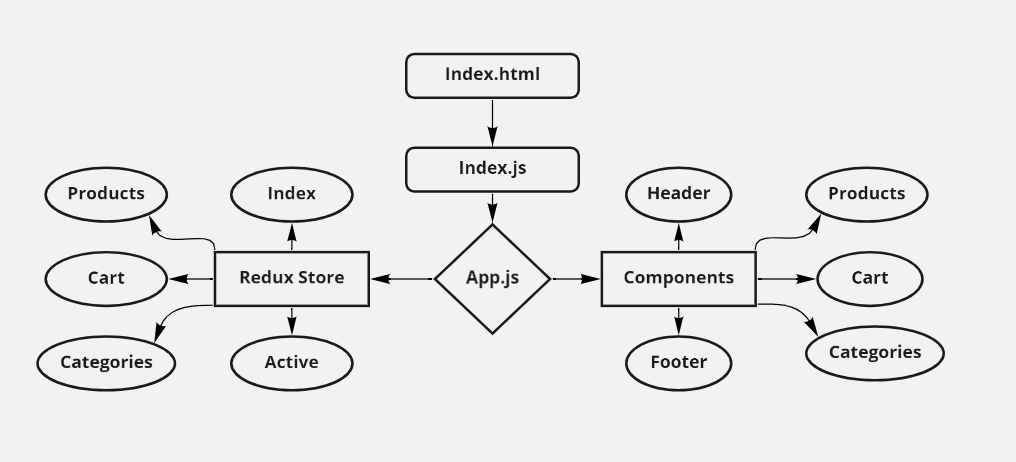 Index.html
Index.js
Products
Index
Header
Products
Cart
Redux Store
App.js
Components
Cart
Categories
Active
Footer
Categories